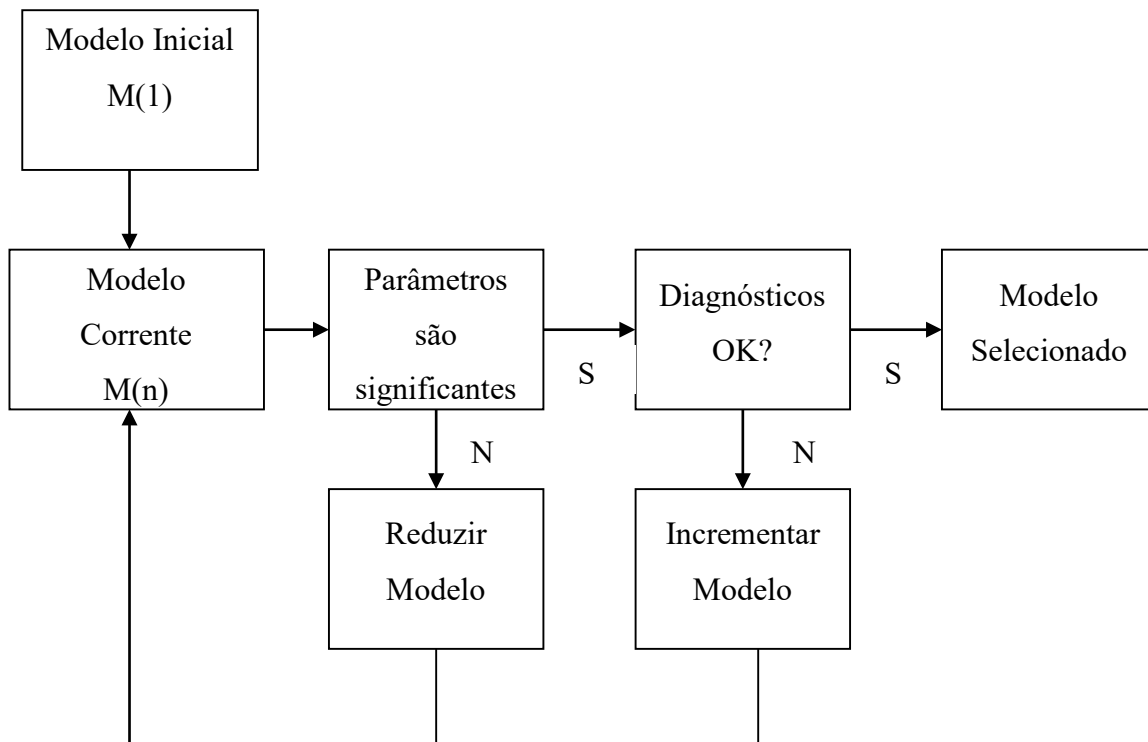 Modelo Inicial
M(1)
Modelo
Corrente
M(n)
Parâmetros
são
significantes
S
Diagnósticos
OK?
S
Modelo
Selecionado
N
N
Reduzir
Modelo
Incrementar
Modelo